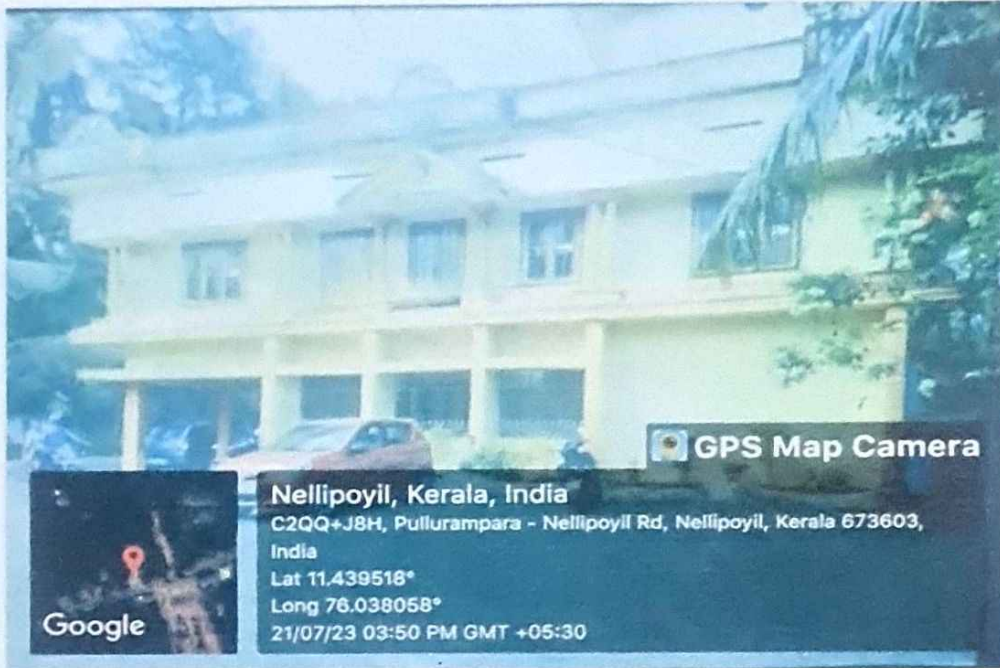 GPS Map Camera
Nellipoyil, Kerala, India
C2QQ+J8H, Pullurampara - Nellipoyil Rd, Nellipoyil, Kerala 673603,
India
Lat 11.439518°
Long 76.038058°
21/07/23 03:50 PM GMT +05:30
Google